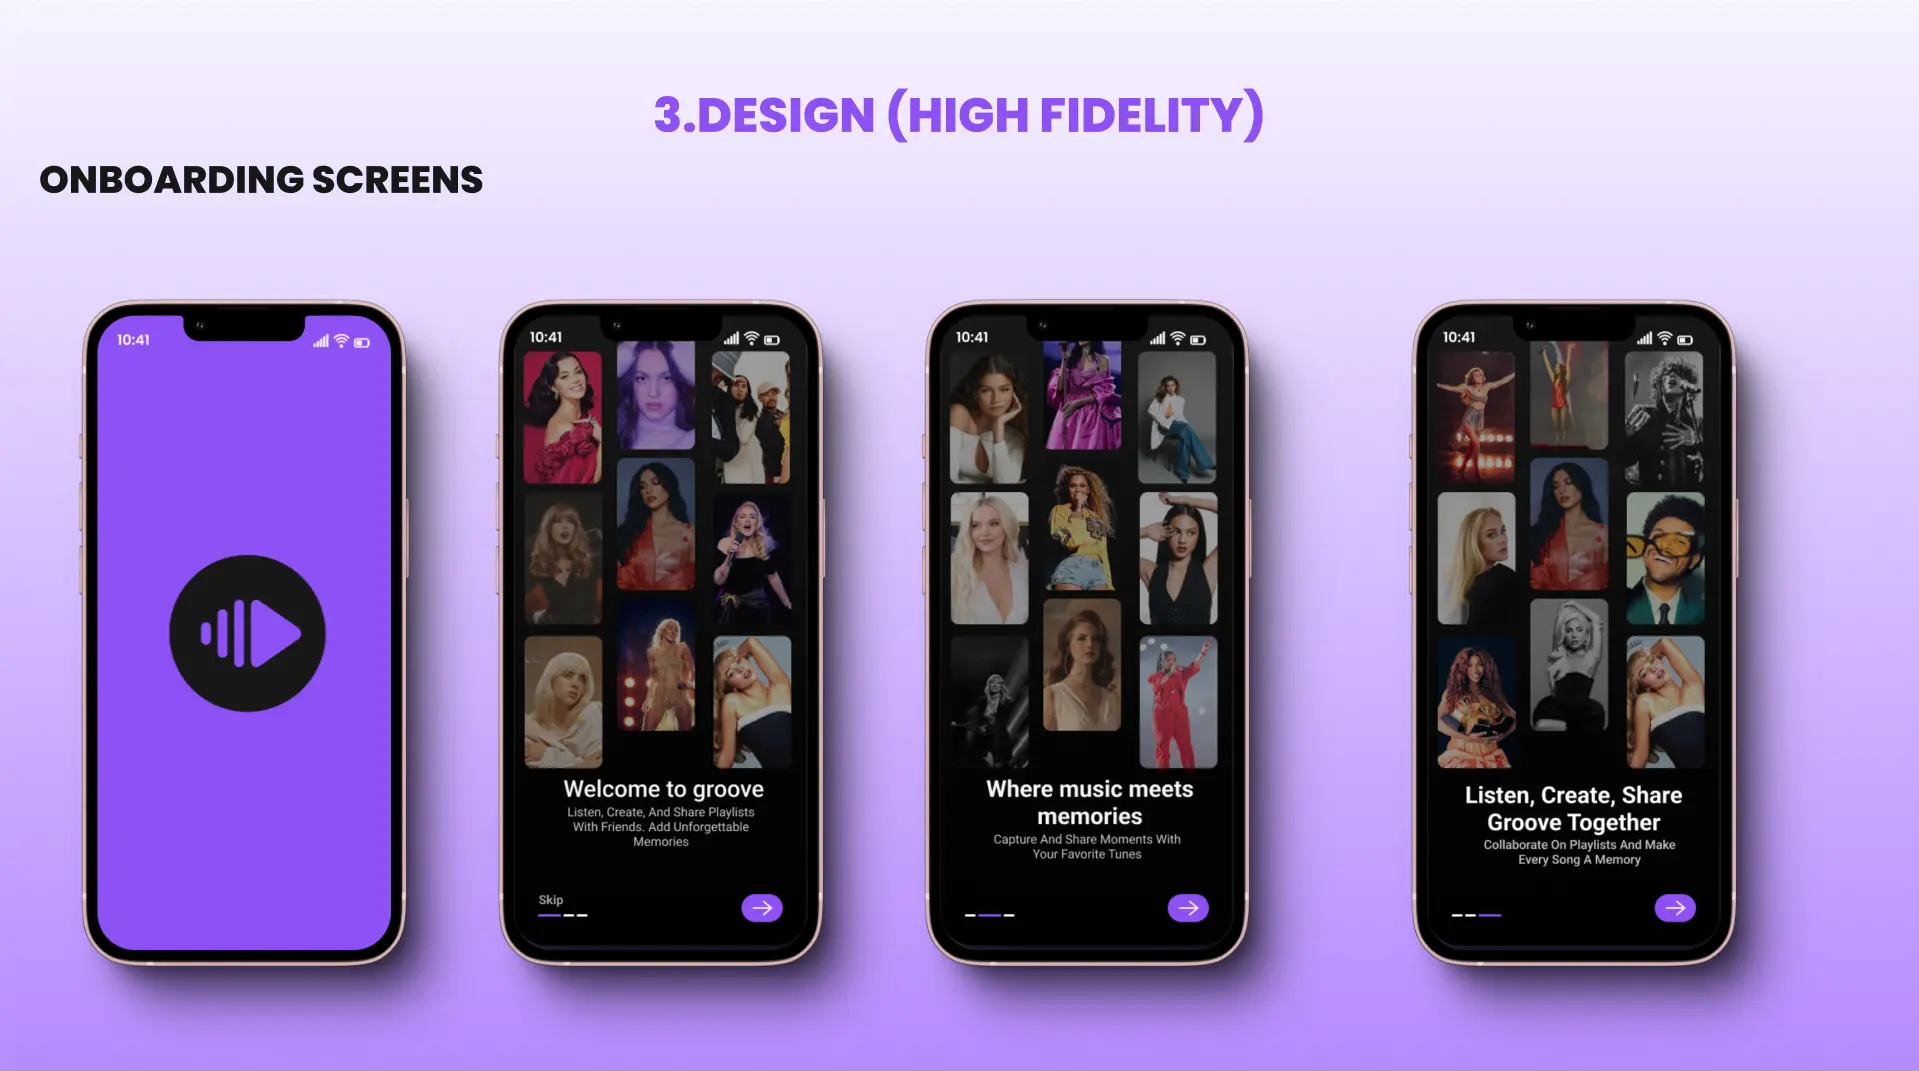 3.DESIGN (HIGH FIDELITY)
ONBOARDING SCREENS
10:41
10:41
Welcome to groove
Listen, Create, And Share Playlists
With Friends. Add Unforgettable
Memories
Skip
10:41
Where music meets
memories
Capture And Share Moments With
Your Favorite Tunes
10:41
Listen, Create, Share
Groove Together
Collaborate On Playlists And Make
Every Song A Memory